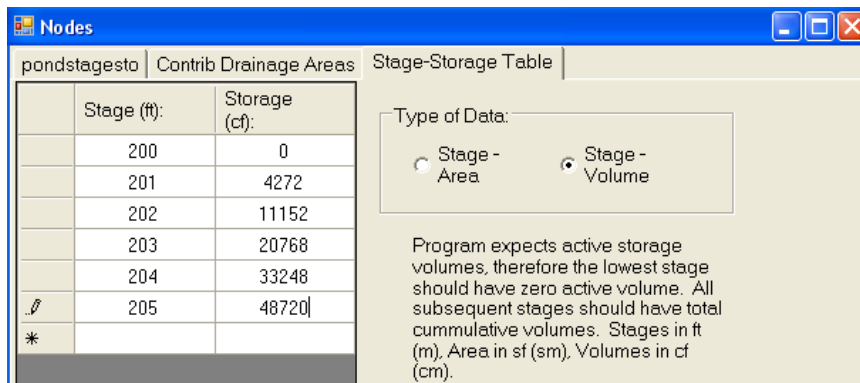 Nodes
pondstagesto Contrib Drainage Areas Stage-Storage Table
Stage (ft): Storage (cf):
200 0
201 4272
202 11152
203 20768
204 33248
205 48720
Type of Data:
Stage - Area
Stage - Volume
Program expects active storage
volumes, therefore the lowest stage
should have zero active volume. All
subsequent stages should have total
cummulative volumes. Stages in ft
(m), Area in sf (sm), Volumes in cf
(cm).